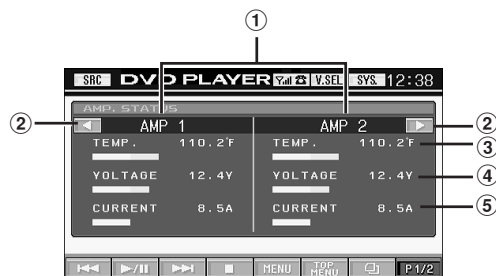 ①
SRC DVD PLAYER V.SEL SYS. 12:38
AMP. STATUS
② AMP 1 AMP 2 ②
TEMP. 110.2°F TEMP. 110.2°F ③
VOLTAGE 12.4V VOLTAGE 12.4V ④
CURRENT 8.5A CURRENT 8.5A ⑤
MENU TOP MENU P1/2